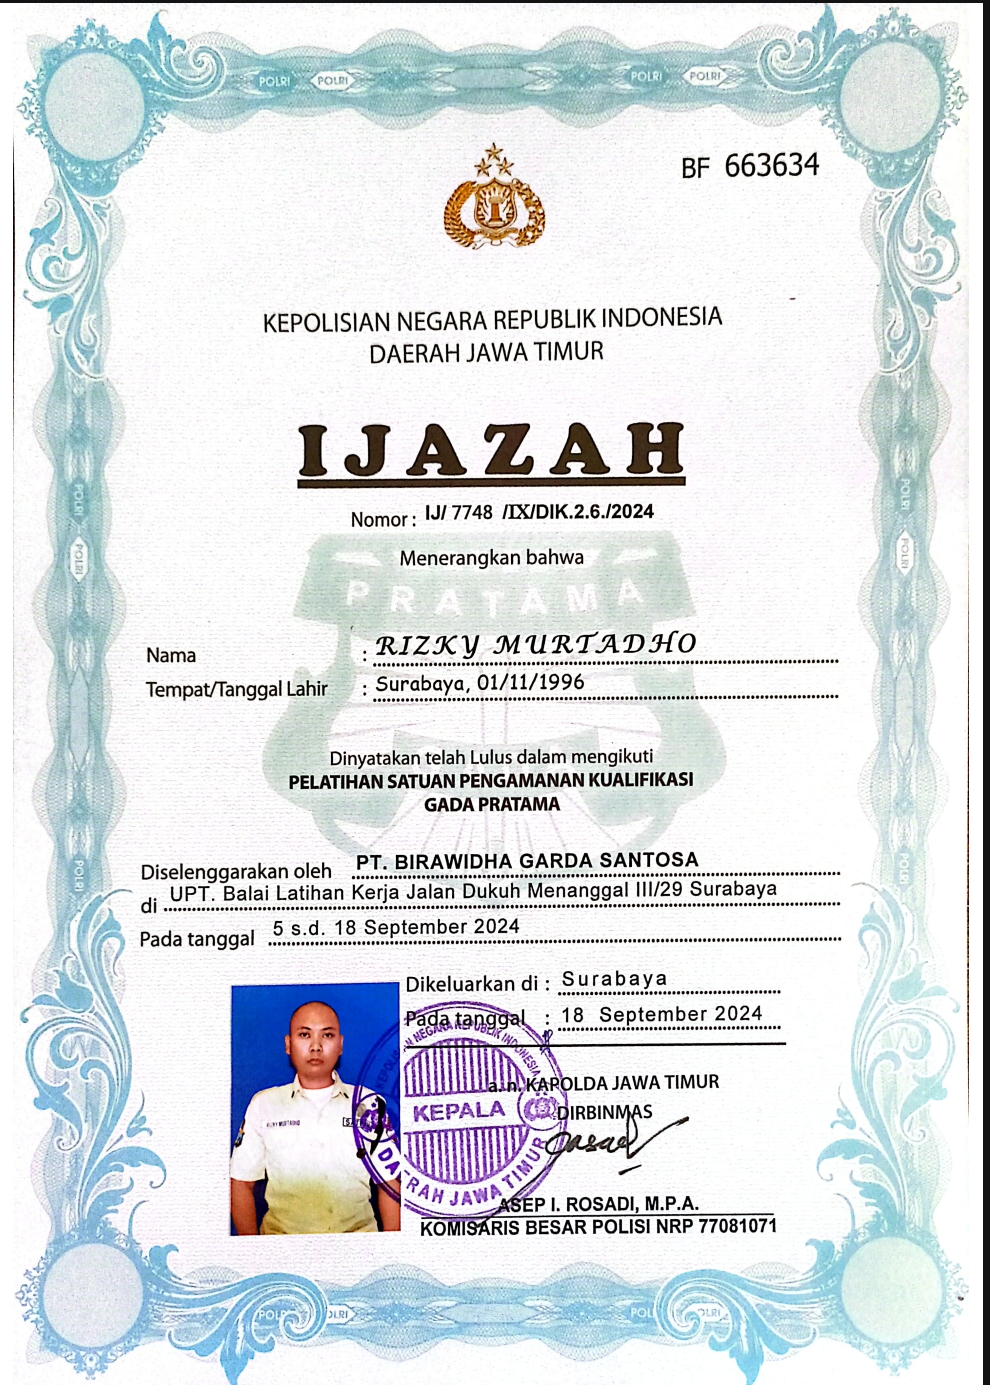 POLRI POLRI POLRI POLRI
BF 663634
KEPOLISIAN NEGARA REPUBLIK INDONESIA
DAERAH JAWA TIMUR
IJAZAH
Nomor : IJ/ 7748 /IX/DIK.2.6./2024
Menerangkan bahwa
PRATAMA
Nama : RIZKY MURTADHO
Tempat/Tanggal Lahir : Surabaya, 01/11/1996
Dinyatakan telah Lulus dalam mengikuti
PELATIHAN SATUAN PENGAMANAN KUALIFIKASI
GADA PRATAMA
Diselenggarakan oleh PT. BIRAWIDHA GARDA SANTOSA
di UPT. Balai Latihan Kerja Jalan Dukuh Menanggal III/29 Surabaya
Pada tanggal 5 s.d. 18 September 2024
Dikeluarkan di : Surabaya
Pada tanggal : 18 September 2024
a.n. KAPOLDA JAWA TIMUR
DIRBINMAS
KEPOLISIAN NEGARA REPUBLIK INDONESIA
KEPALA
DAERAH JAWA TIMUR
ASEP I. ROSADI, M.P.A.
KOMISARIS BESAR POLISI NRP 77081071